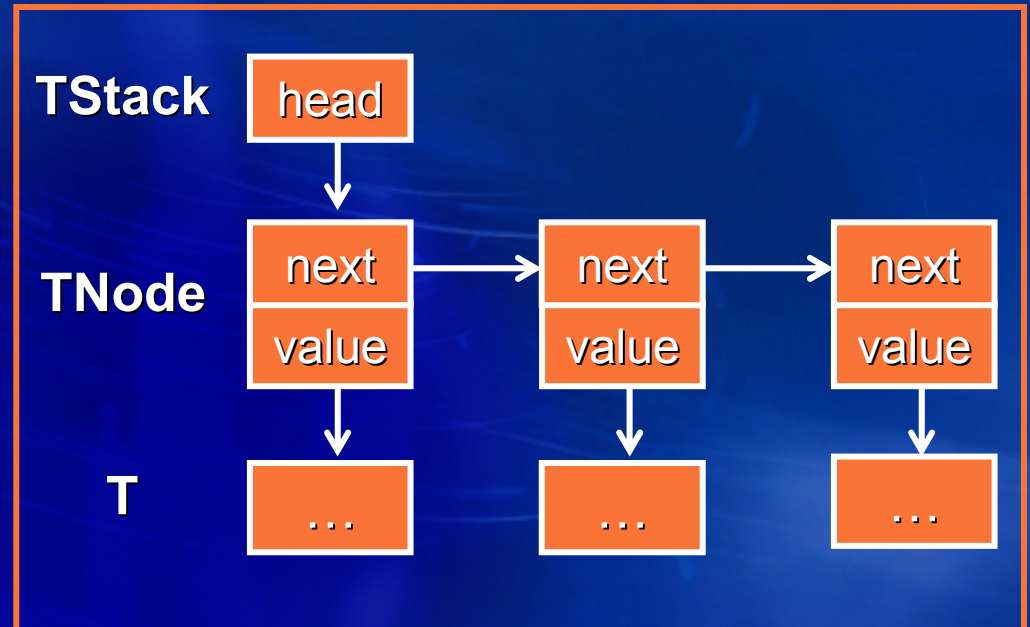 TStack head
TNode next next next
value value value
T … … …